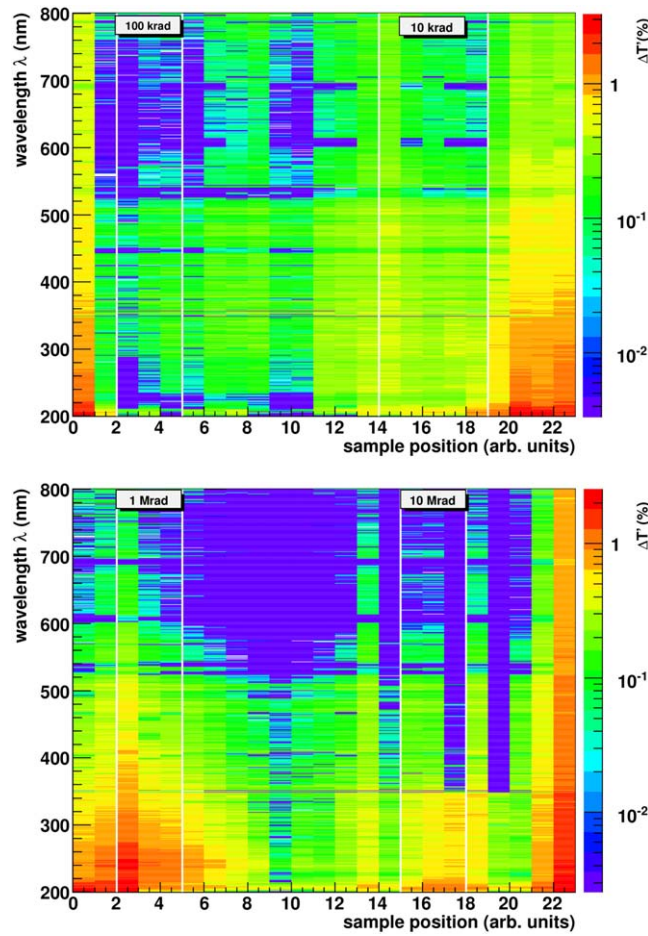 100 krad
10 krad
wavelength λ (nm)
800
700
600
500
400
300
200
0 2 4 6 8 10 12 14 16 18 20 22
sample position (arb. units)
ΔT'(%)
1
10⁻¹
10⁻²
1 Mrad
10 Mrad
wavelength λ (nm)
800
700
600
500
400
300
200
0 2 4 6 8 10 12 14 16 18 20 22
sample position (arb. units)
ΔT'(%)
1
10⁻¹
10⁻²